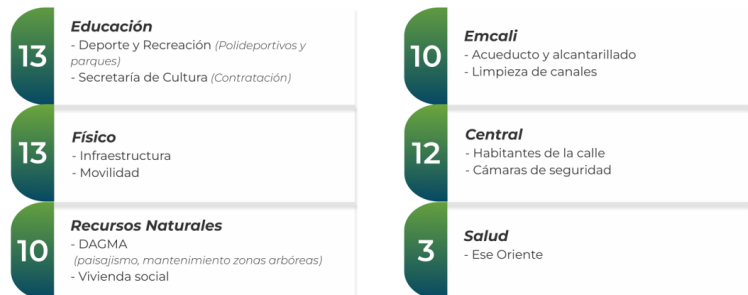 13
Educación
- Deporte y Recreación (Polideportivos y
parques)
- Secretaría de Cultura (Contratación)
13
Físico
- Infraestructura
- Movilidad
10
Recursos Naturales
- DAGMA
(paisajismo, mantenimiento zonas arbóreas)
- Vivienda social
10
Emcali
- Acueducto y alcantarillado
- Limpieza de canales
12
Central
- Habitantes de la calle
- Cámaras de seguridad
3
Salud
- Ese Oriente